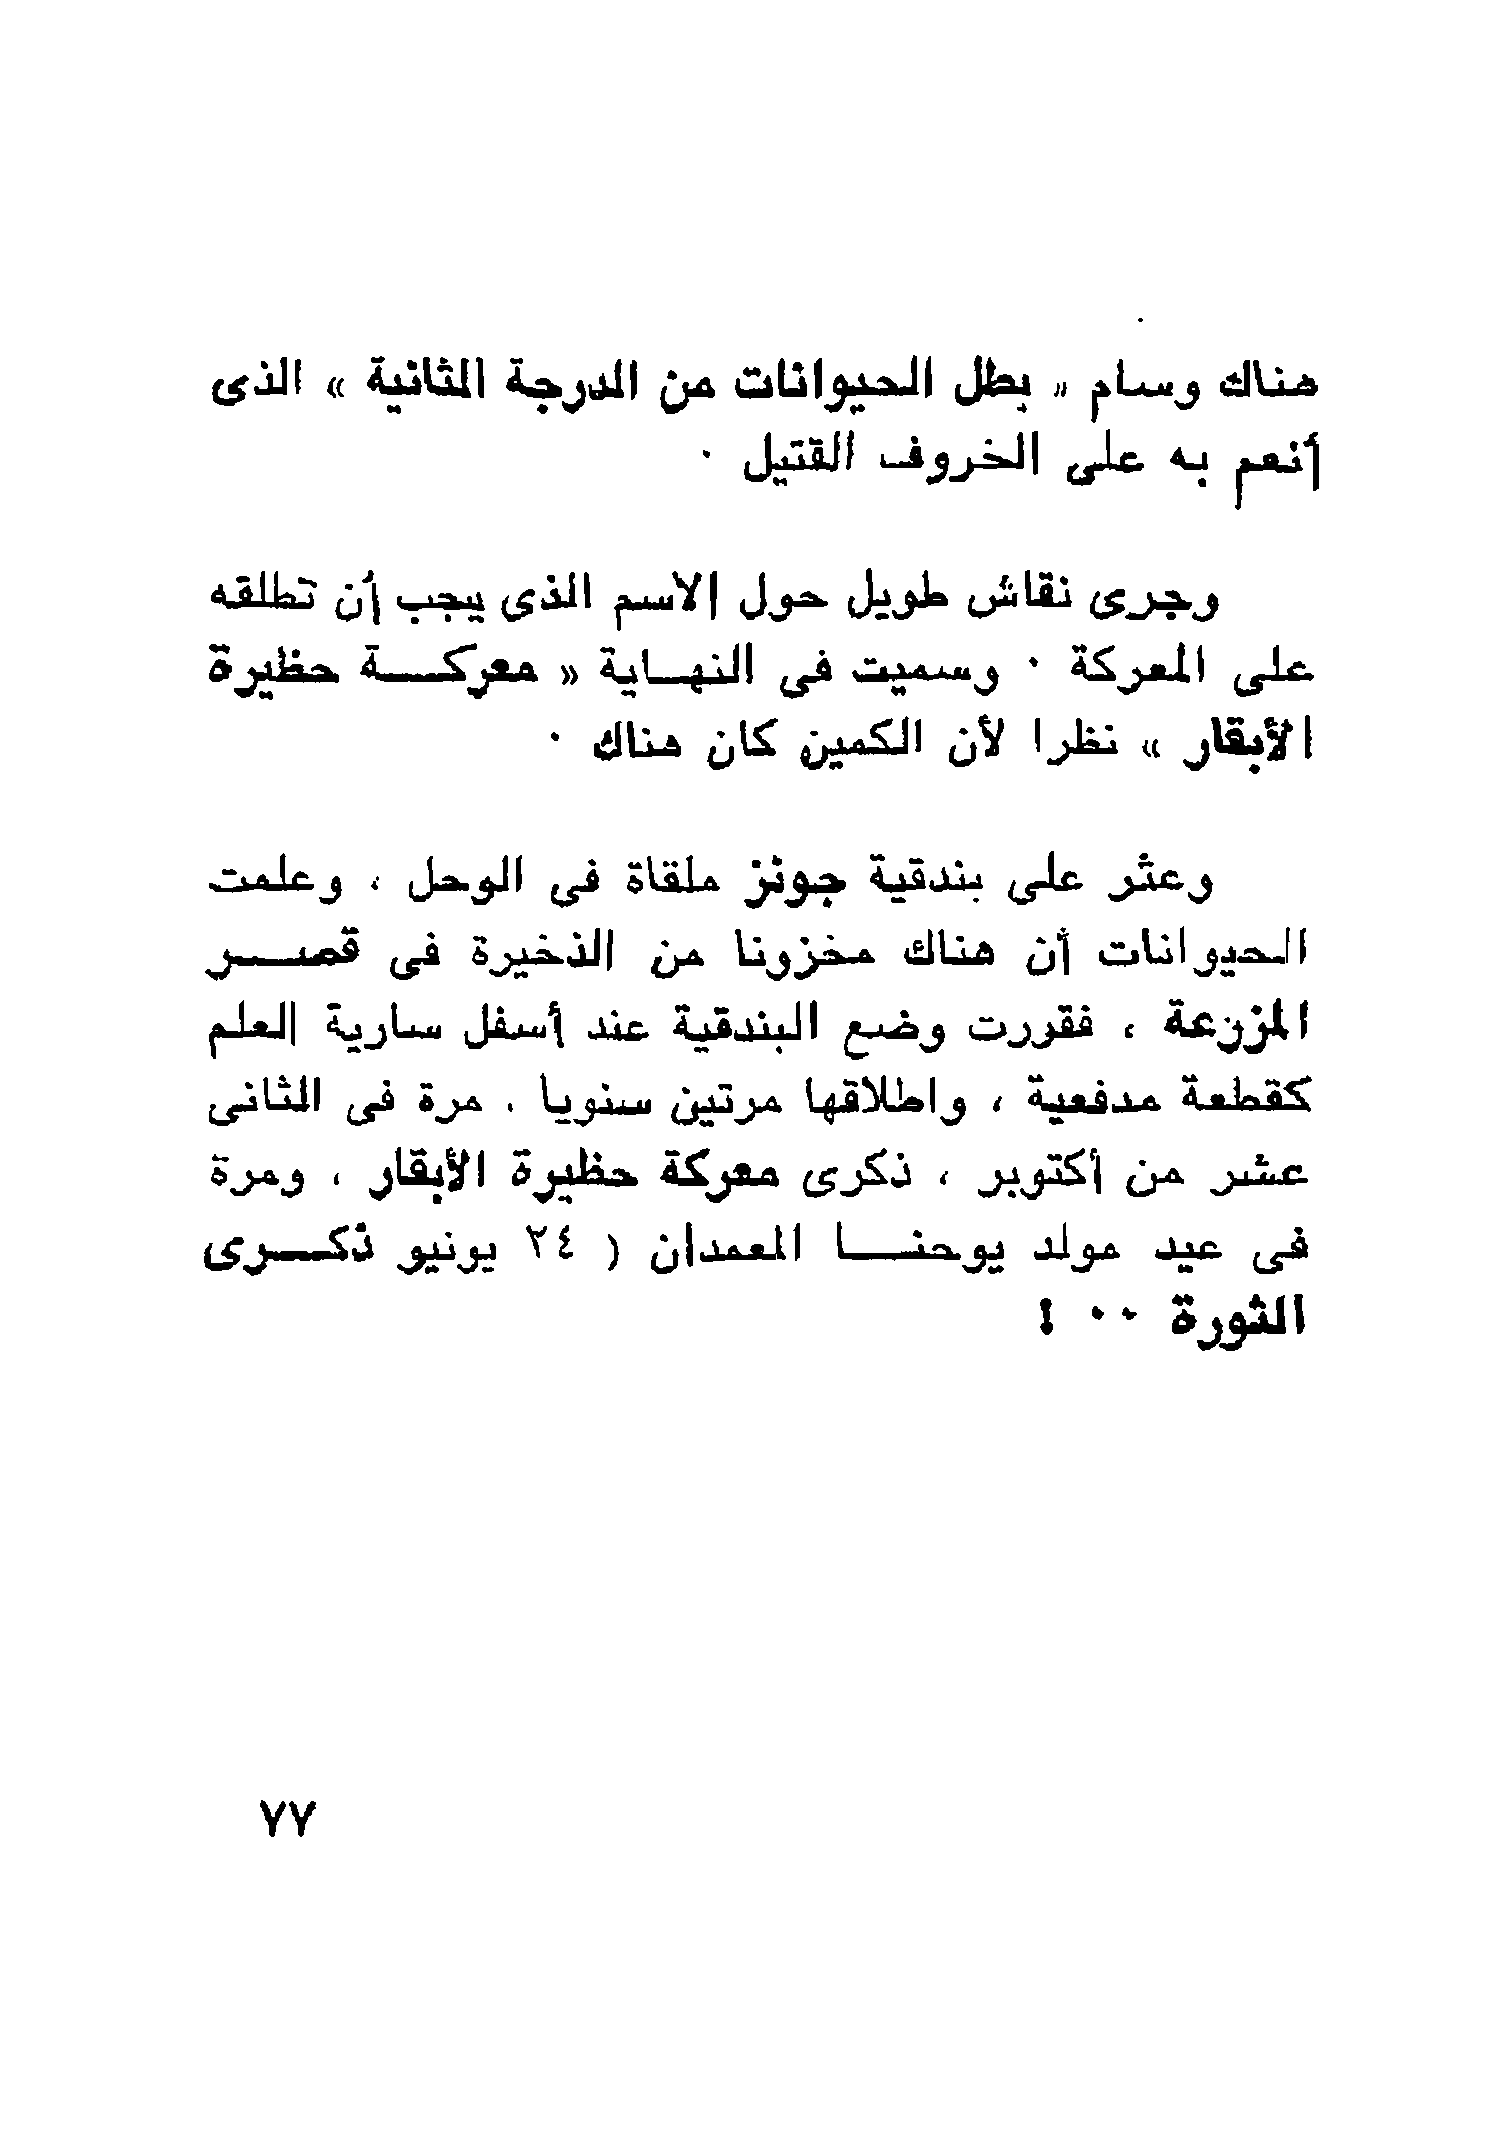 هناك وسام « بطل الحيوانات من الدرجة الثانية » الذى
أنعم به على الخروف القتيل ٠
وجرى نقاش طويل حول الاسم الذى يجب أن تطلقه
على المعركة ٠ وسميت فى النهاية « معركة حظيرة
الأبقار » نظرا لأن الكمين كان هناك ٠
وعثر على بندقية جونز ملقاة فى الوحل ، وعلمت
الحيوانات أن هناك مخزونا من الذخيرة فى قصر
المزرعة ، فقررت وضع البندقية عند أسفل سارية العلم
كقطعة مدفعية ، واطلاقها مرتين سنويا . مرة فى الثانى
عشر من أكتوبر ، ذكرى معركة حظيرة الأبقار ، ومرة
فى عيد مولد يوحنا المعمدان ( ٢٤ يونيو ذكرى
الثورة ٠٠ !
٧٧